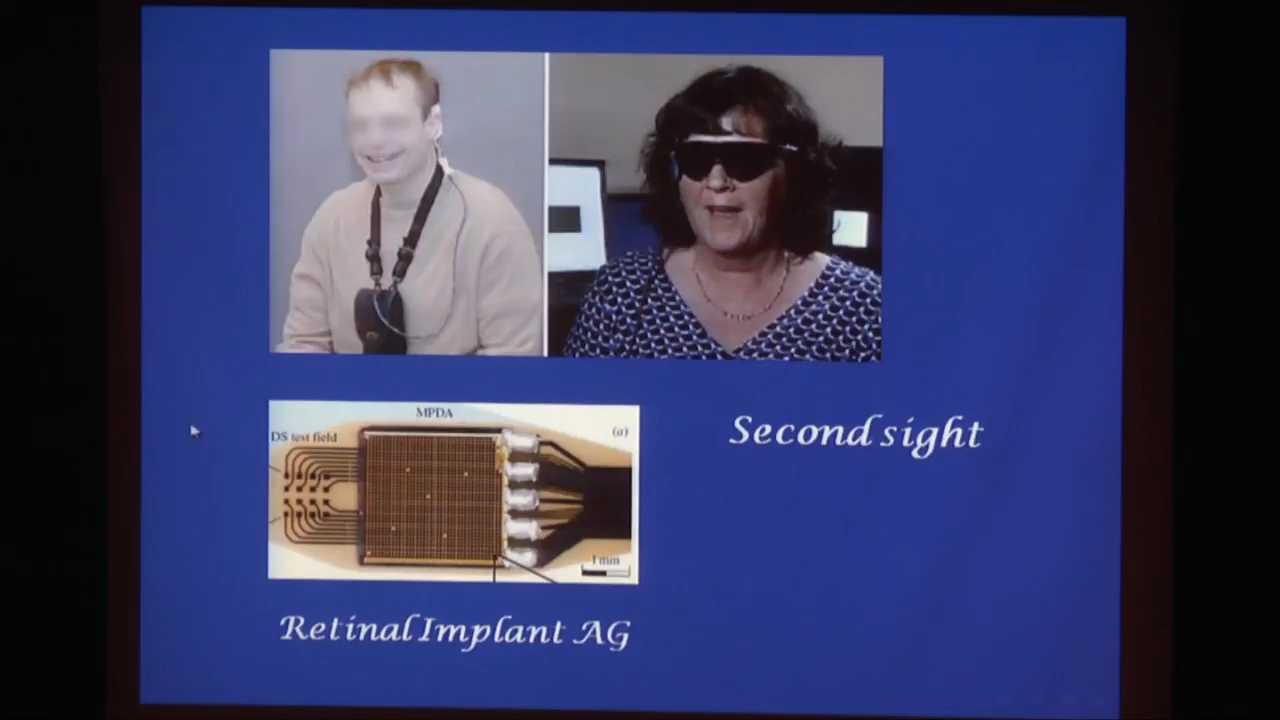 MPDA
(a)
DS test field
1 mm
Second sight
Retinal Implant AG